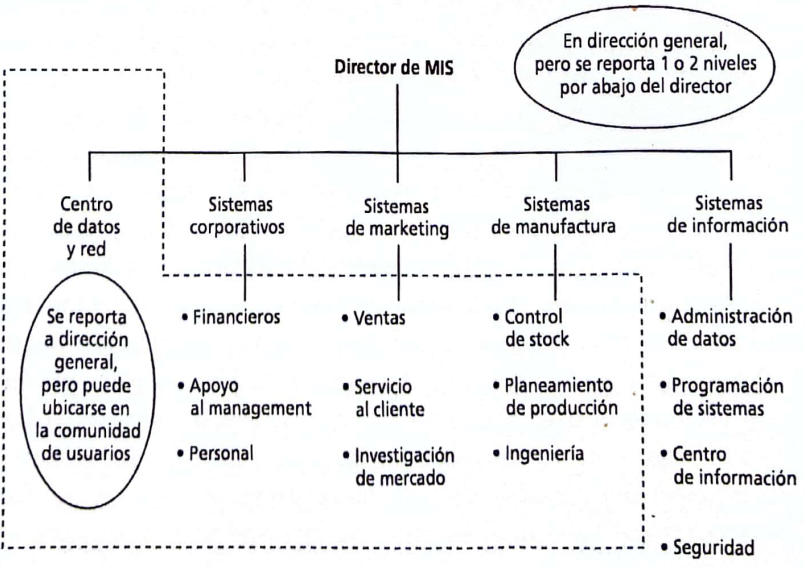 Director de MIS
En dirección general,
pero se reporta 1 o 2 niveles
por abajo del director
Centro
de datos
y red
Sistemas
corporativos
Sistemas
de marketing
Sistemas
de manufactura
Sistemas
de información
Se reporta
a dirección
general,
pero puede
ubicarse en
la comunidad
de usuarios
• Financieros
• Apoyo
al management
• Personal
• Ventas
• Servicio
al cliente
• Investigación
de mercado
• Control
de stock
• Planeamiento
de producción
• Ingeniería
• Administración
de datos
• Programación
de sistemas
• Centro
de información
• Seguridad